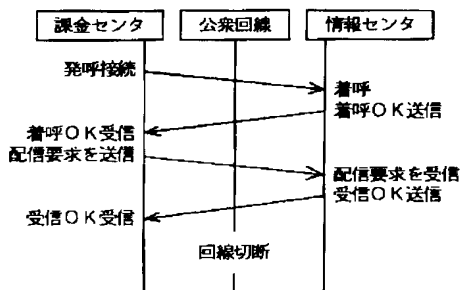 課金センタ 公衆回線 情報センタ
発呼接続
着呼
着呼OK送信
着呼OK受信
配信要求を送信
配信要求を受信
受信OK送信
受信OK受信
回線切断